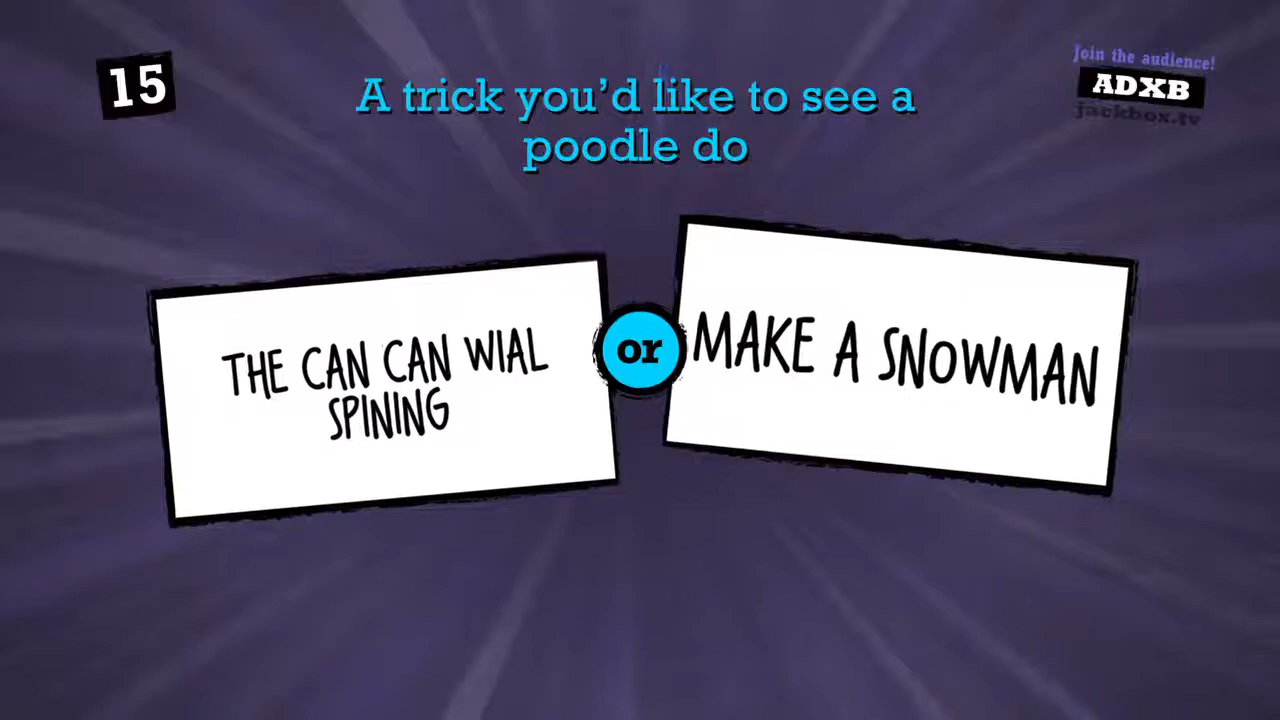 15
A trick you'd like to see a
poodle do
Join the audience!
ADXB
jackbox.tv
THE CAN CAN WIAL
SPINING
or
MAKE A SNOWMAN